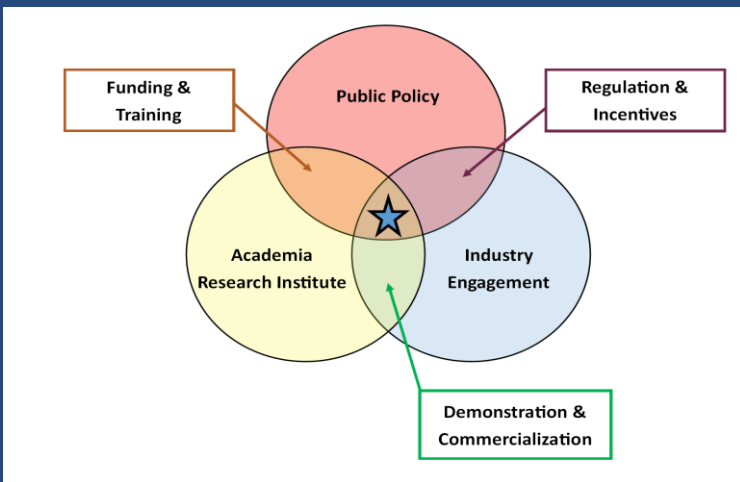 Funding &
Training
Public Policy
Regulation &
Incentives
Academia
Research Institute
Industry
Engagement
Demonstration &
Commercialization